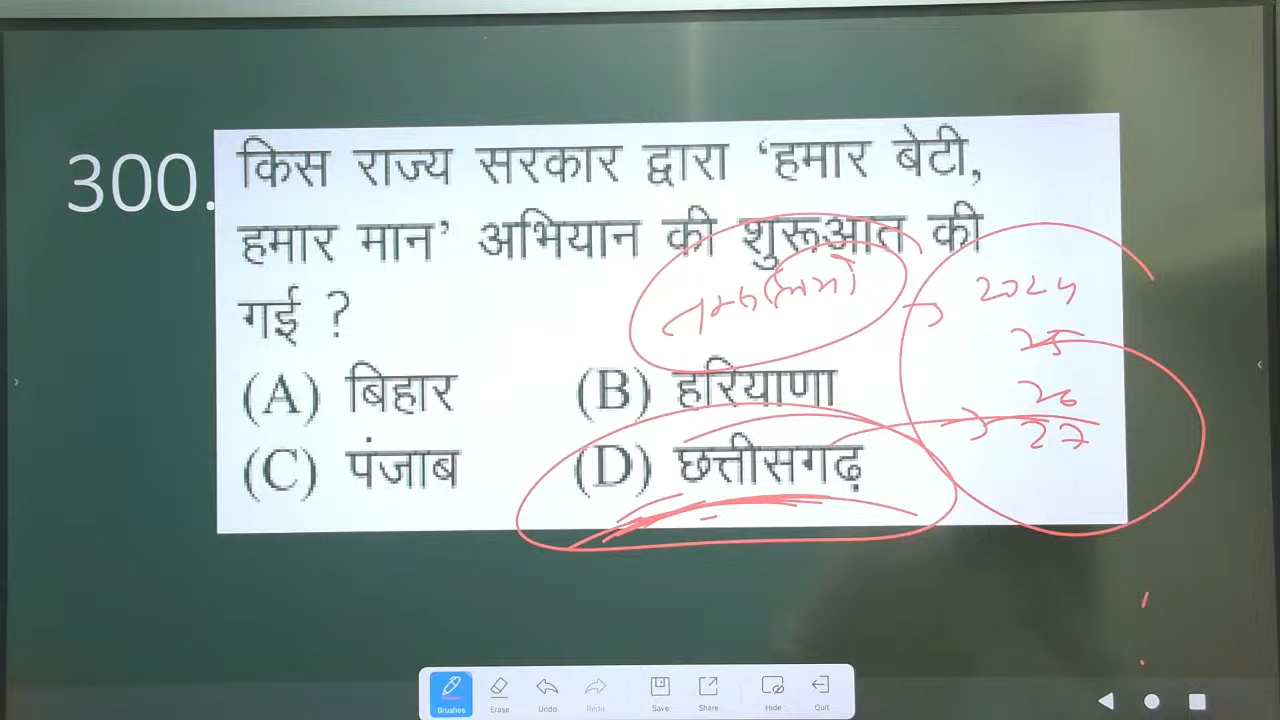 300. किस राज्य सरकार द्वारा ‘हमार बेटी,
हमार मान’ अभियान की शुरूआत की
गई ?
(A) बिहार (B) हरियाणा
(C) पंजाब (D) छत्तीसगढ़
25
26
27
Brushes Erase Undo Redo Save Share Hide Quit